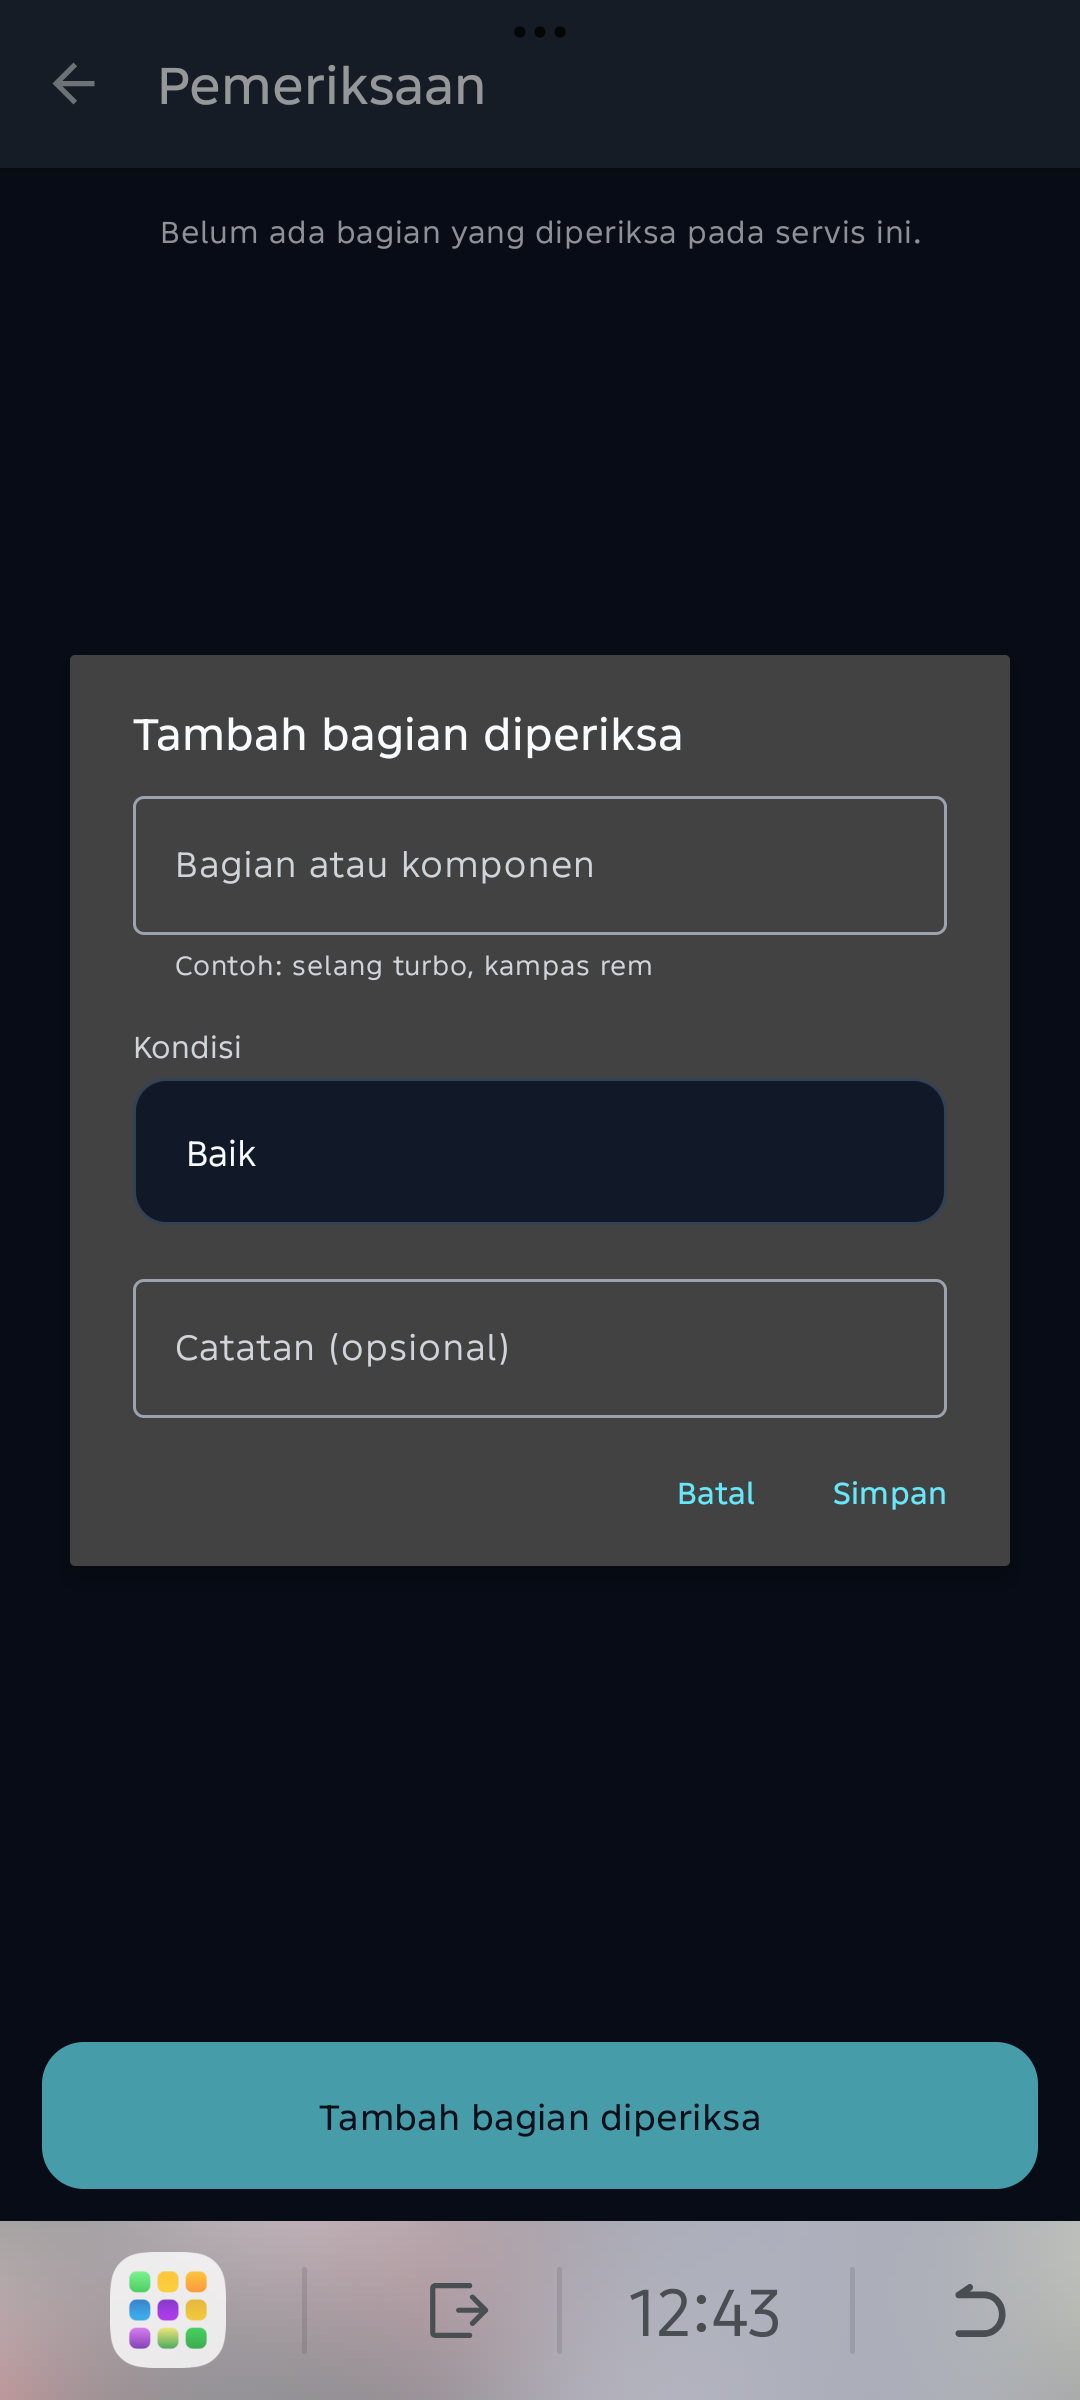 Pemeriksaan
Belum ada bagian yang diperiksa pada servis ini.
Tambah bagian diperiksa
Bagian atau komponen
Contoh: selang turbo, kampas rem
Kondisi
Baik
Catatan (opsional)
Batal Simpan
Tambah bagian diperiksa
12:43